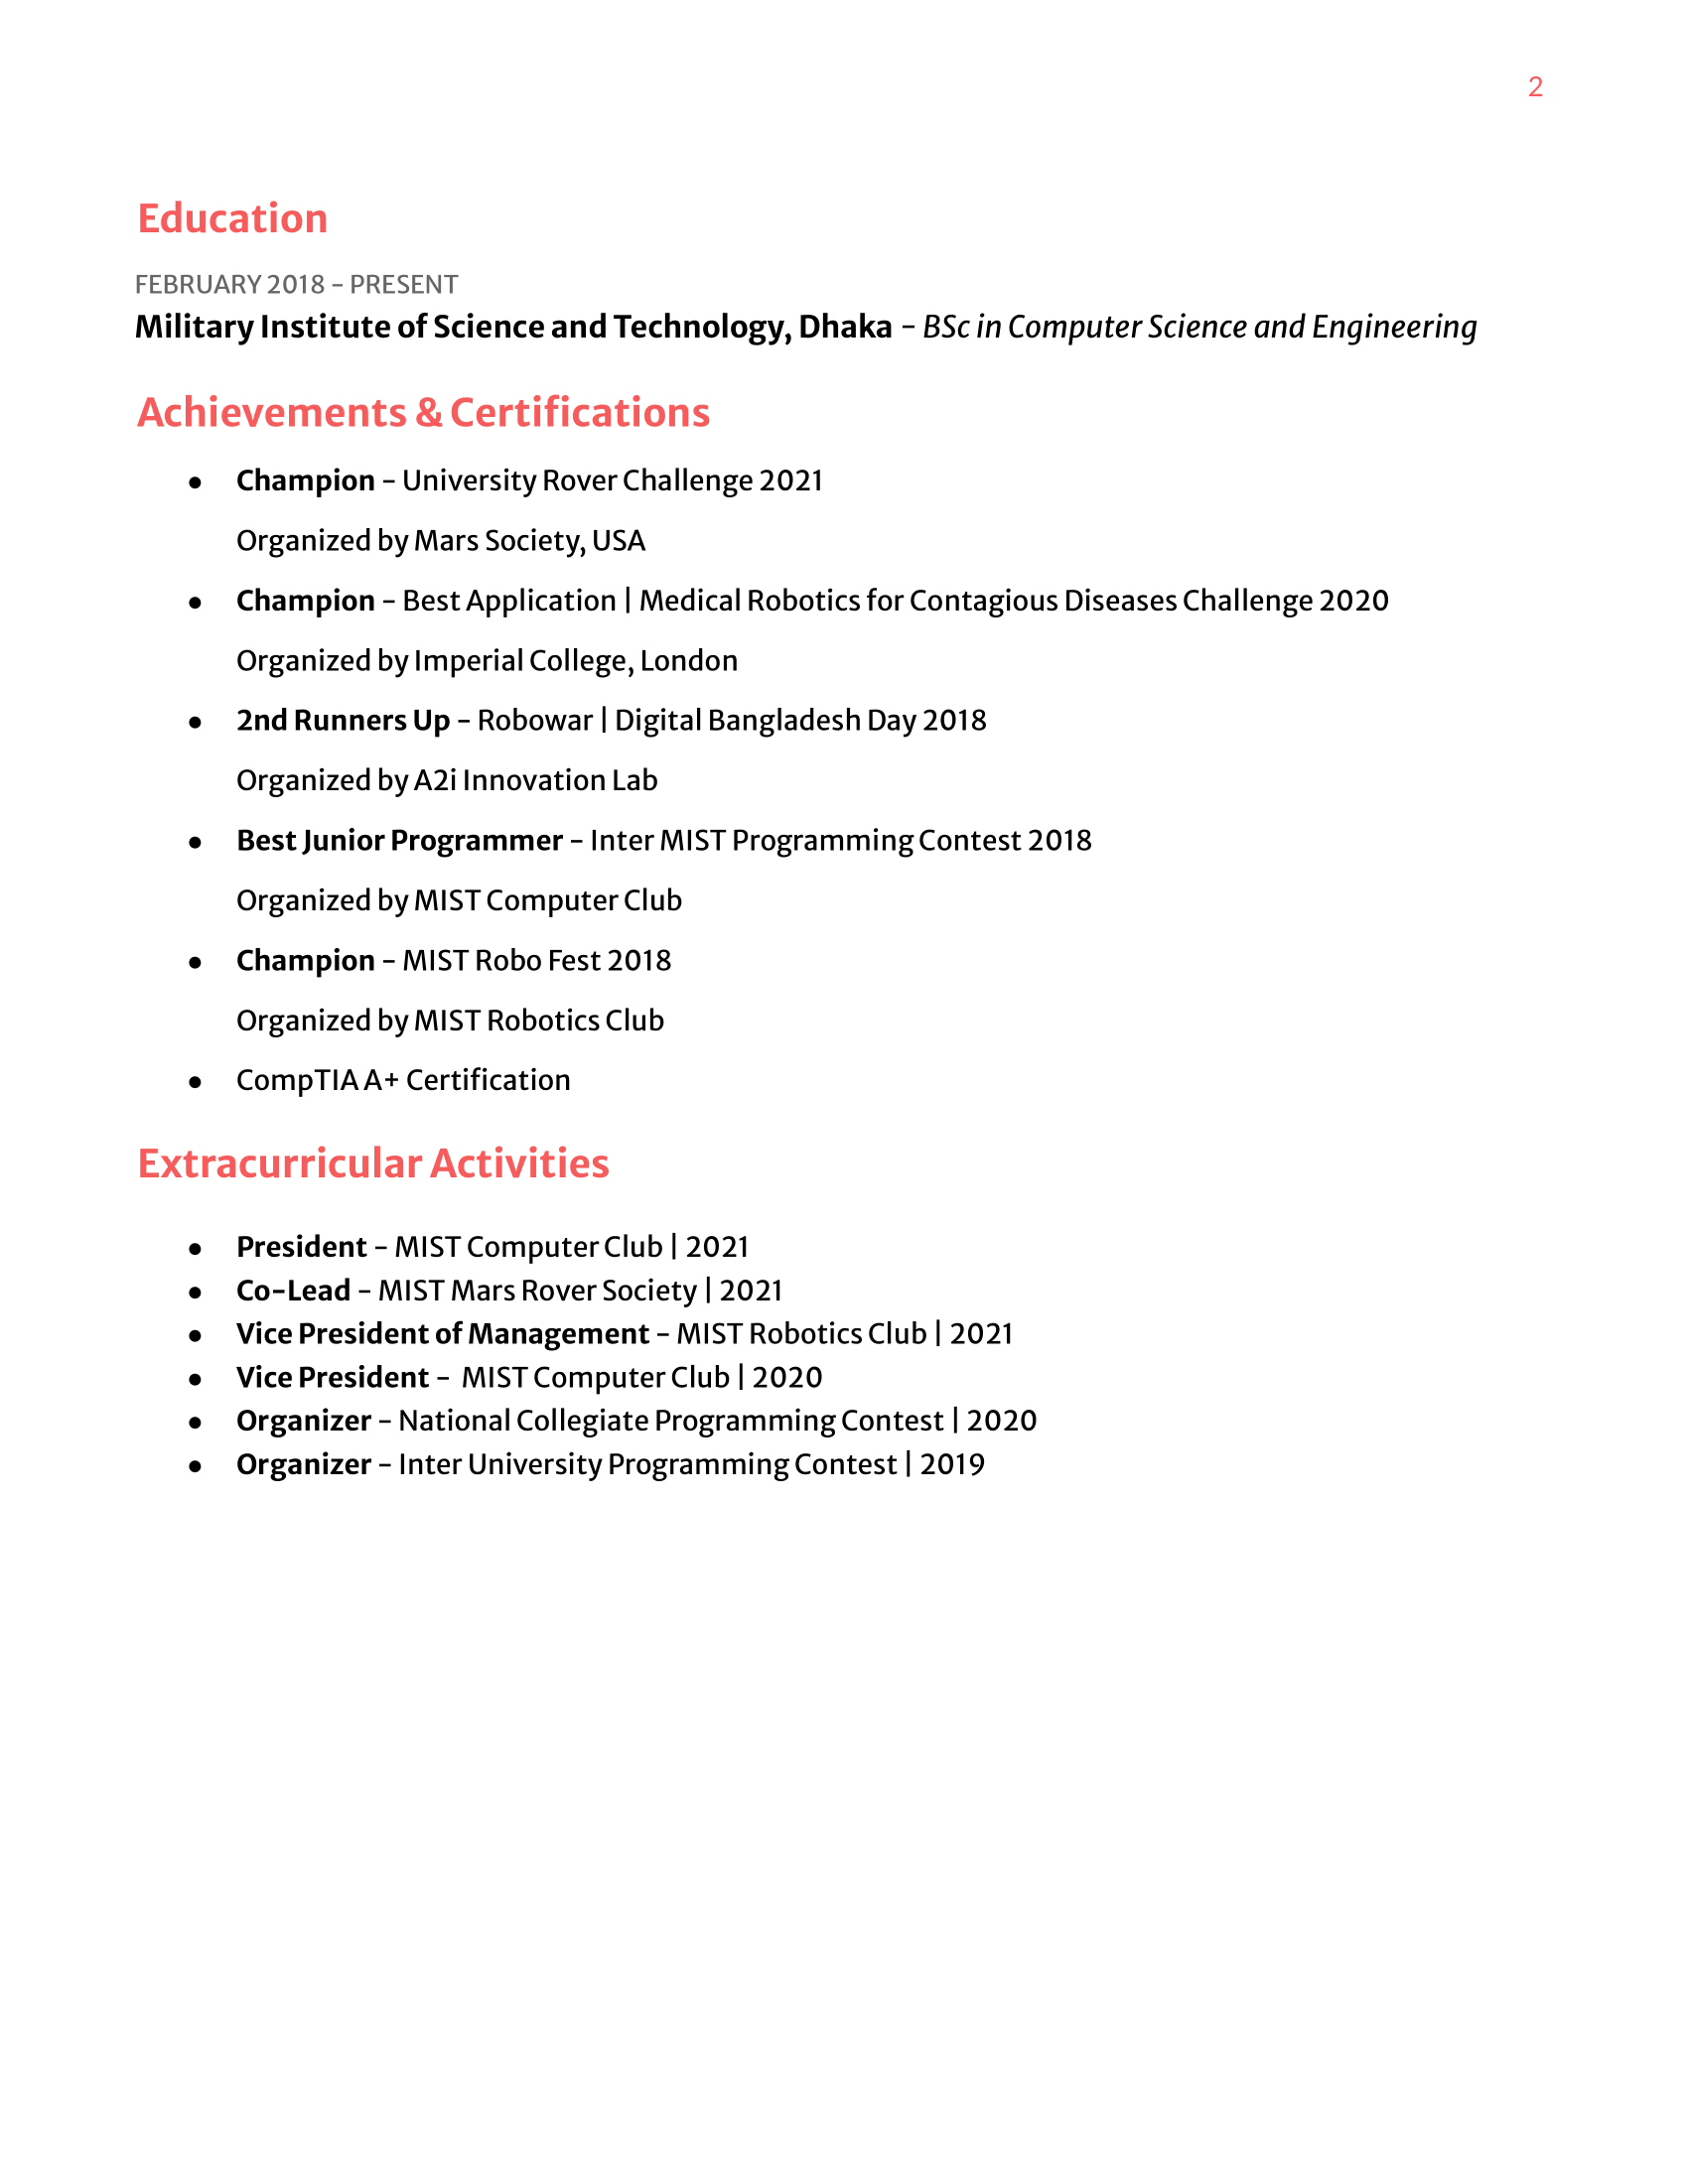 2
Education
FEBRUARY 2018 – PRESENT
Military Institute of Science and Technology, Dhaka - BSc in Computer Science and Engineering
Achievements & Certifications
● Champion - University Rover Challenge 2021
Organized by Mars Society, USA
● Champion - Best Application | Medical Robotics for Contagious Diseases Challenge 2020
Organized by Imperial College, London
● 2nd Runners Up - Robowar | Digital Bangladesh Day 2018
Organized by A2i Innovation Lab
● Best Junior Programmer - Inter MIST Programming Contest 2018
Organized by MIST Computer Club
● Champion - MIST Robo Fest 2018
Organized by MIST Robotics Club
● CompTIA A+ Certification
Extracurricular Activities
● President - MIST Computer Club | 2021
● Co-Lead - MIST Mars Rover Society | 2021
● Vice President of Management - MIST Robotics Club | 2021
● Vice President - MIST Computer Club | 2020
● Organizer - National Collegiate Programming Contest | 2020
● Organizer - Inter University Programming Contest | 2019